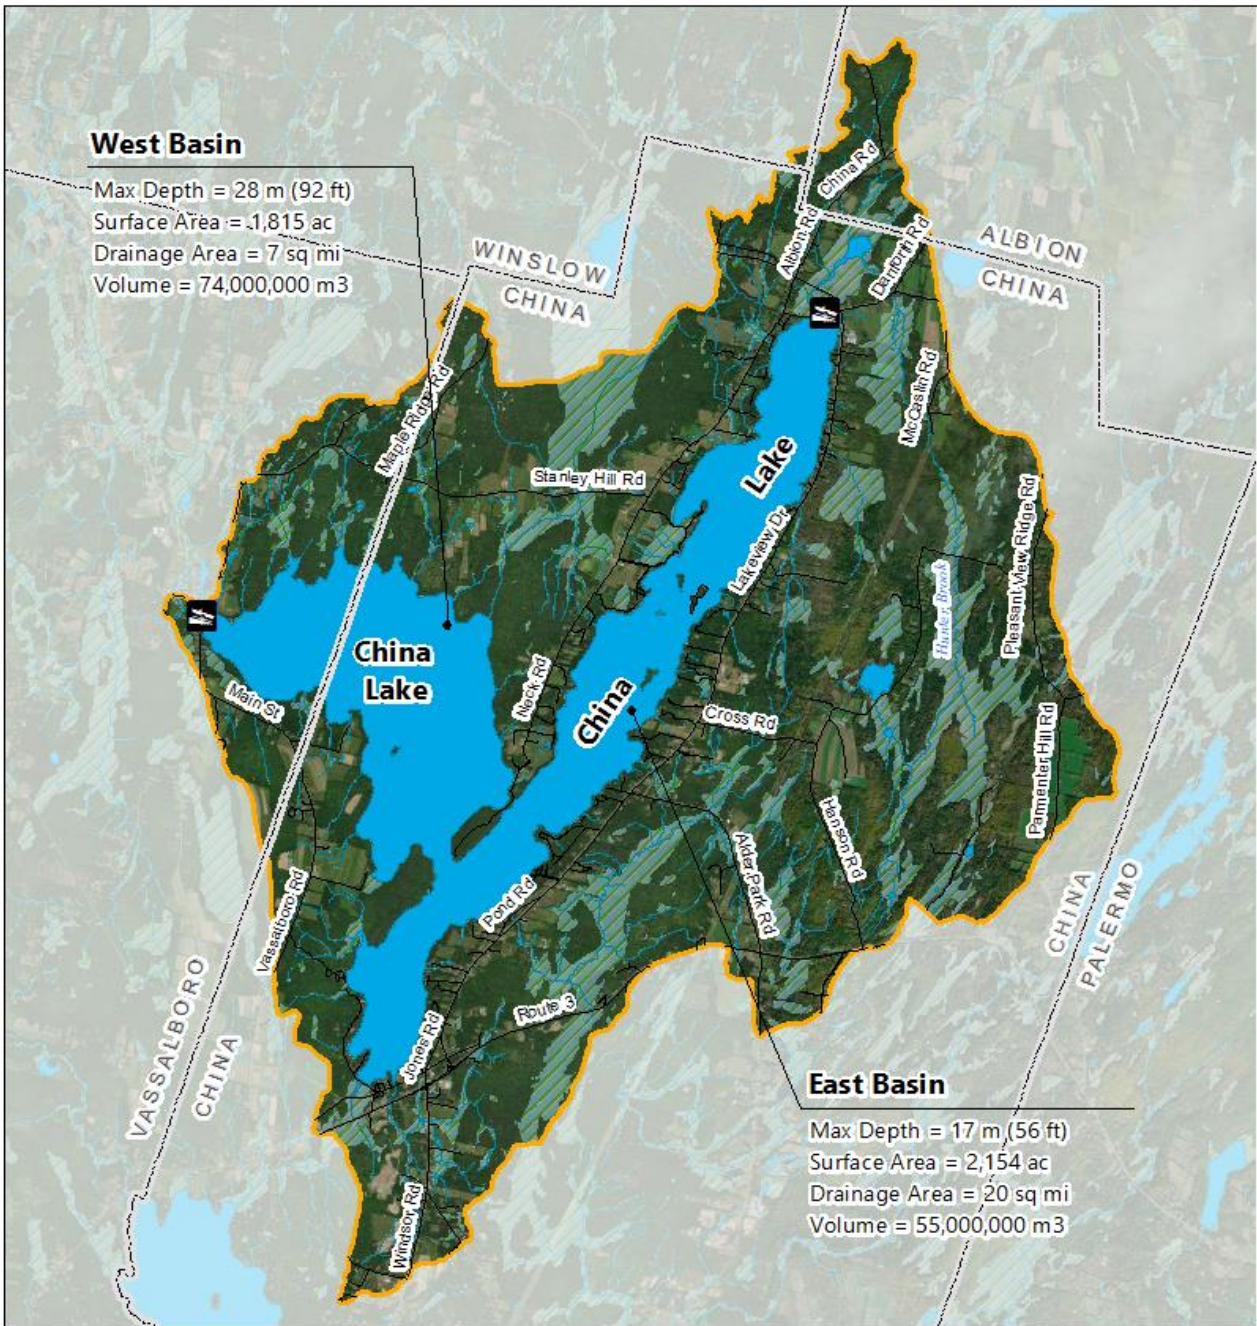 West Basin
Max Depth = 28 m (92 ft)
Surface Area = 1,815 ac
Drainage Area = 7 sq mi
Volume = 74,000,000 m3
WINSLOW
CHINA
ALBION
CHINA
China Rd
Albion Rd
Danforth Rd
McCaslin Rd
Maple Ridge Rd
Stanley Hill Rd
Lake
Lakeview Dr
Pleasant View Ridge Rd
Hunter Brook
China
Lake
Main St
Neck Rd
China
Cross Rd
Parmenter Hill Rd
Hanson Rd
Alder Park Rd
Vassalboro Rd
Pond Rd
Route 3
Jones Rd
Windsor Rd
VASSALBORO
CHINA
CHINA
PALERMO
East Basin
Max Depth = 17 m (56 ft)
Surface Area = 2,154 ac
Drainage Area = 20 sq mi
Volume = 55,000,000 m3